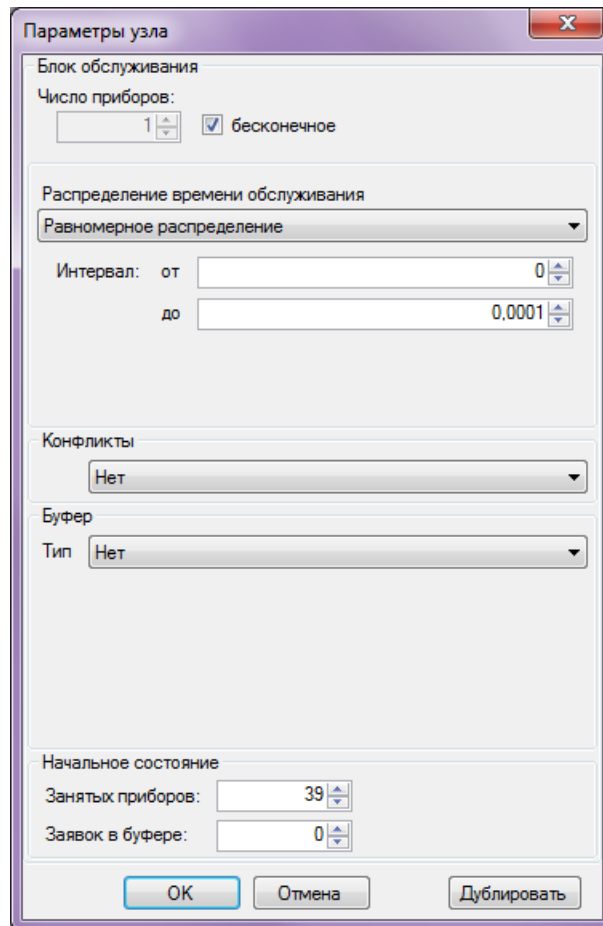 Параметры узла
Блок обслуживания
Число приборов:
1 бесконечное
Распределение времени обслуживания
Равномерное распределение
Интервал: от 0
до 0,0001
Конфликты
Нет
Буфер
Тип Нет
Начальное состояние
Занятых приборов: 39
Заявок в буфере: 0
ОК Отмена Дублировать